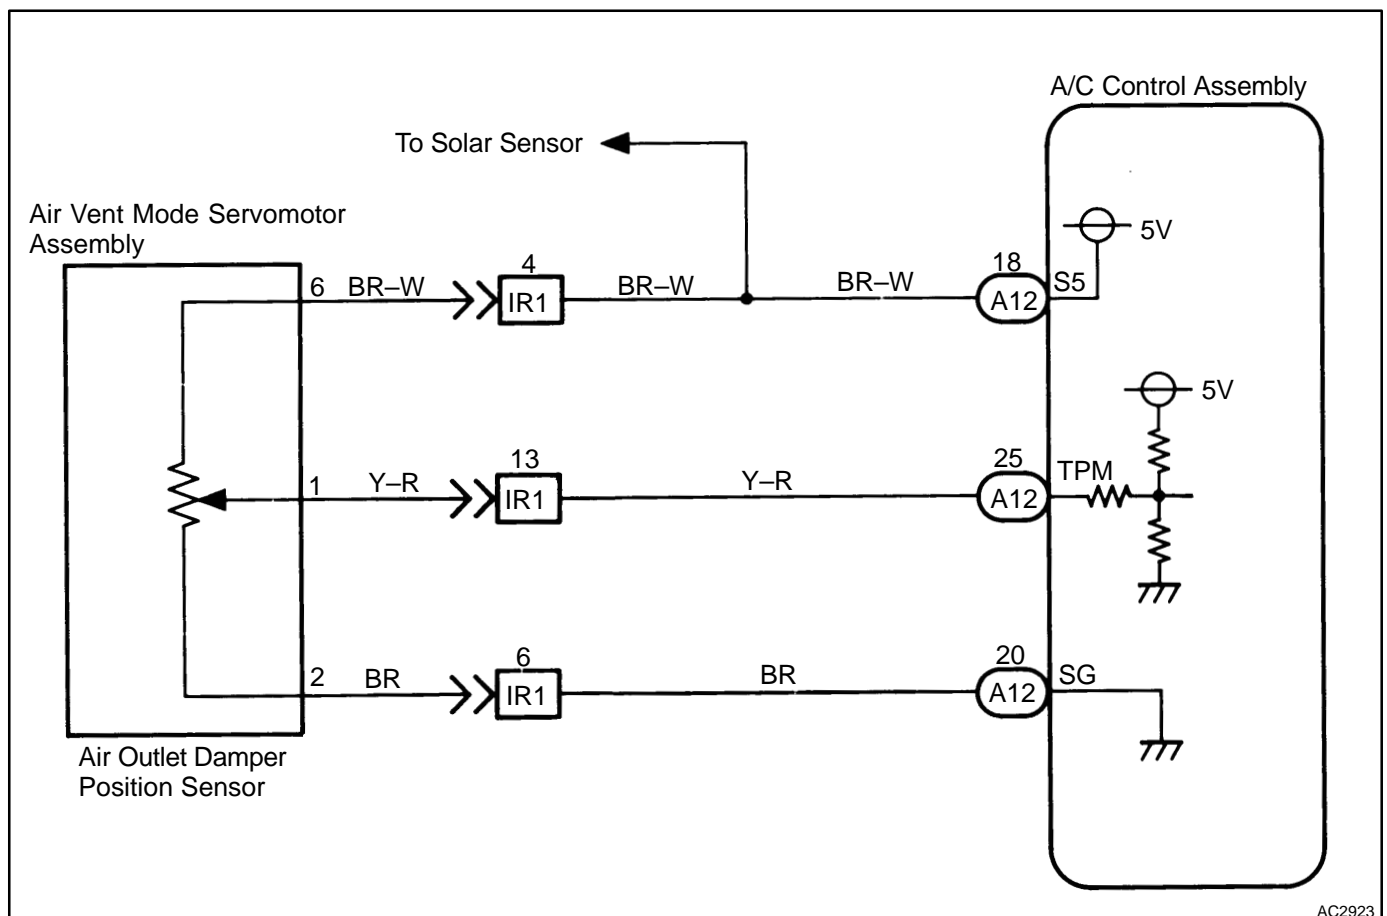 A/C Control Assembly
To Solar Sensor
5V
Air Vent Mode Servomotor
Assembly
6 BR–W 4 IR1 BR–W BR–W 18 A12 S5
5V
1 Y–R 13 IR1 Y–R 25 A12 TPM
2 BR 6 IR1 BR 20 A12 SG
Air Outlet Damper
Position Sensor
AC2923